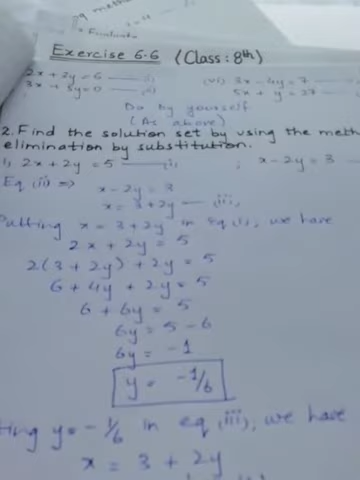 Exercise 6.6 (Class: 8th)
2x + 2y = 6 (i) (vi) 3x - 4y = 7
3x + 5y = 0 (ii) 5x + y = 27
Do by yourself
(As above)
2. Find the solution set by using the meth
elimination by substitution.
i) 2x + 2y = 5 (i) ; x - 2y = 3
Eq (ii) ⇒ x - 2y = 3
x = 3 + 2y (iii)
Putting x = 3 + 2y in eq (i), we have
2x + 2y = 5
2(3 + 2y) + 2y = 5
6 + 4y + 2y = 5
6 + 6y = 5
6y = 5 - 6
6y = -1
y = -1/6
ting y = -1/6 in eq (iii), we have
x = 3 + 2y